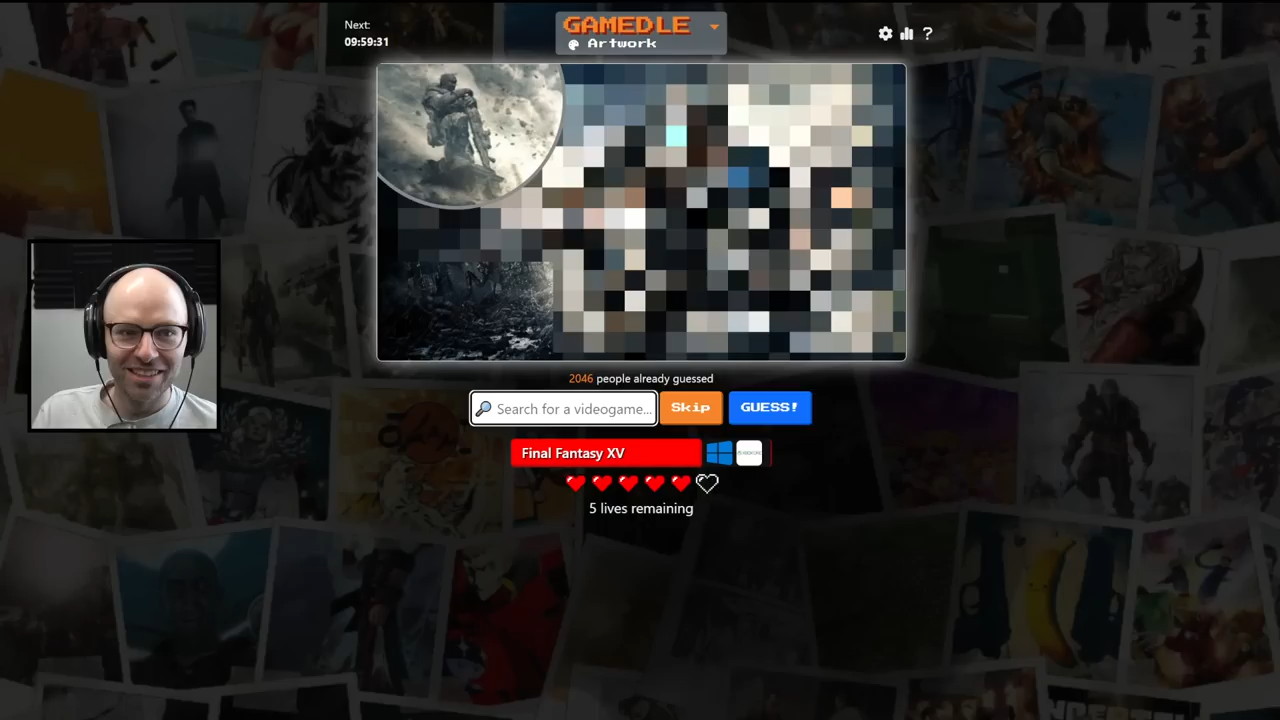 Next:
09:59:31
GAMEDLE
Artwork
?
2046 people already guessed
Search for a videogame...
Skip
GUESS!
Final Fantasy XV
5 lives remaining